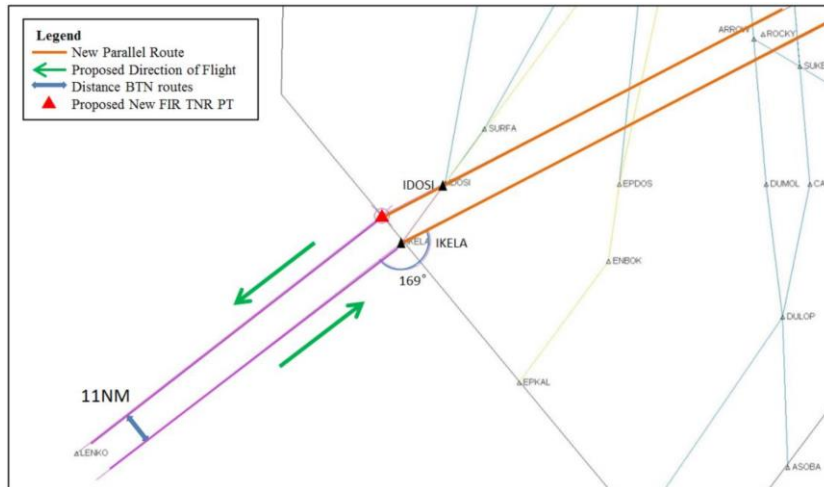 Legend
New Parallel Route
Proposed Direction of Flight
Distance BTN routes
Proposed New FIR TNR PT
ARROW
ROCKY
SUKE
SURFA
IDOSI
IDOSI
EPDOS
DUMOL
CA
KELA
IKELA
169°
ENBOK
DULOP
EPKAL
11NM
LENKO
ASOBA